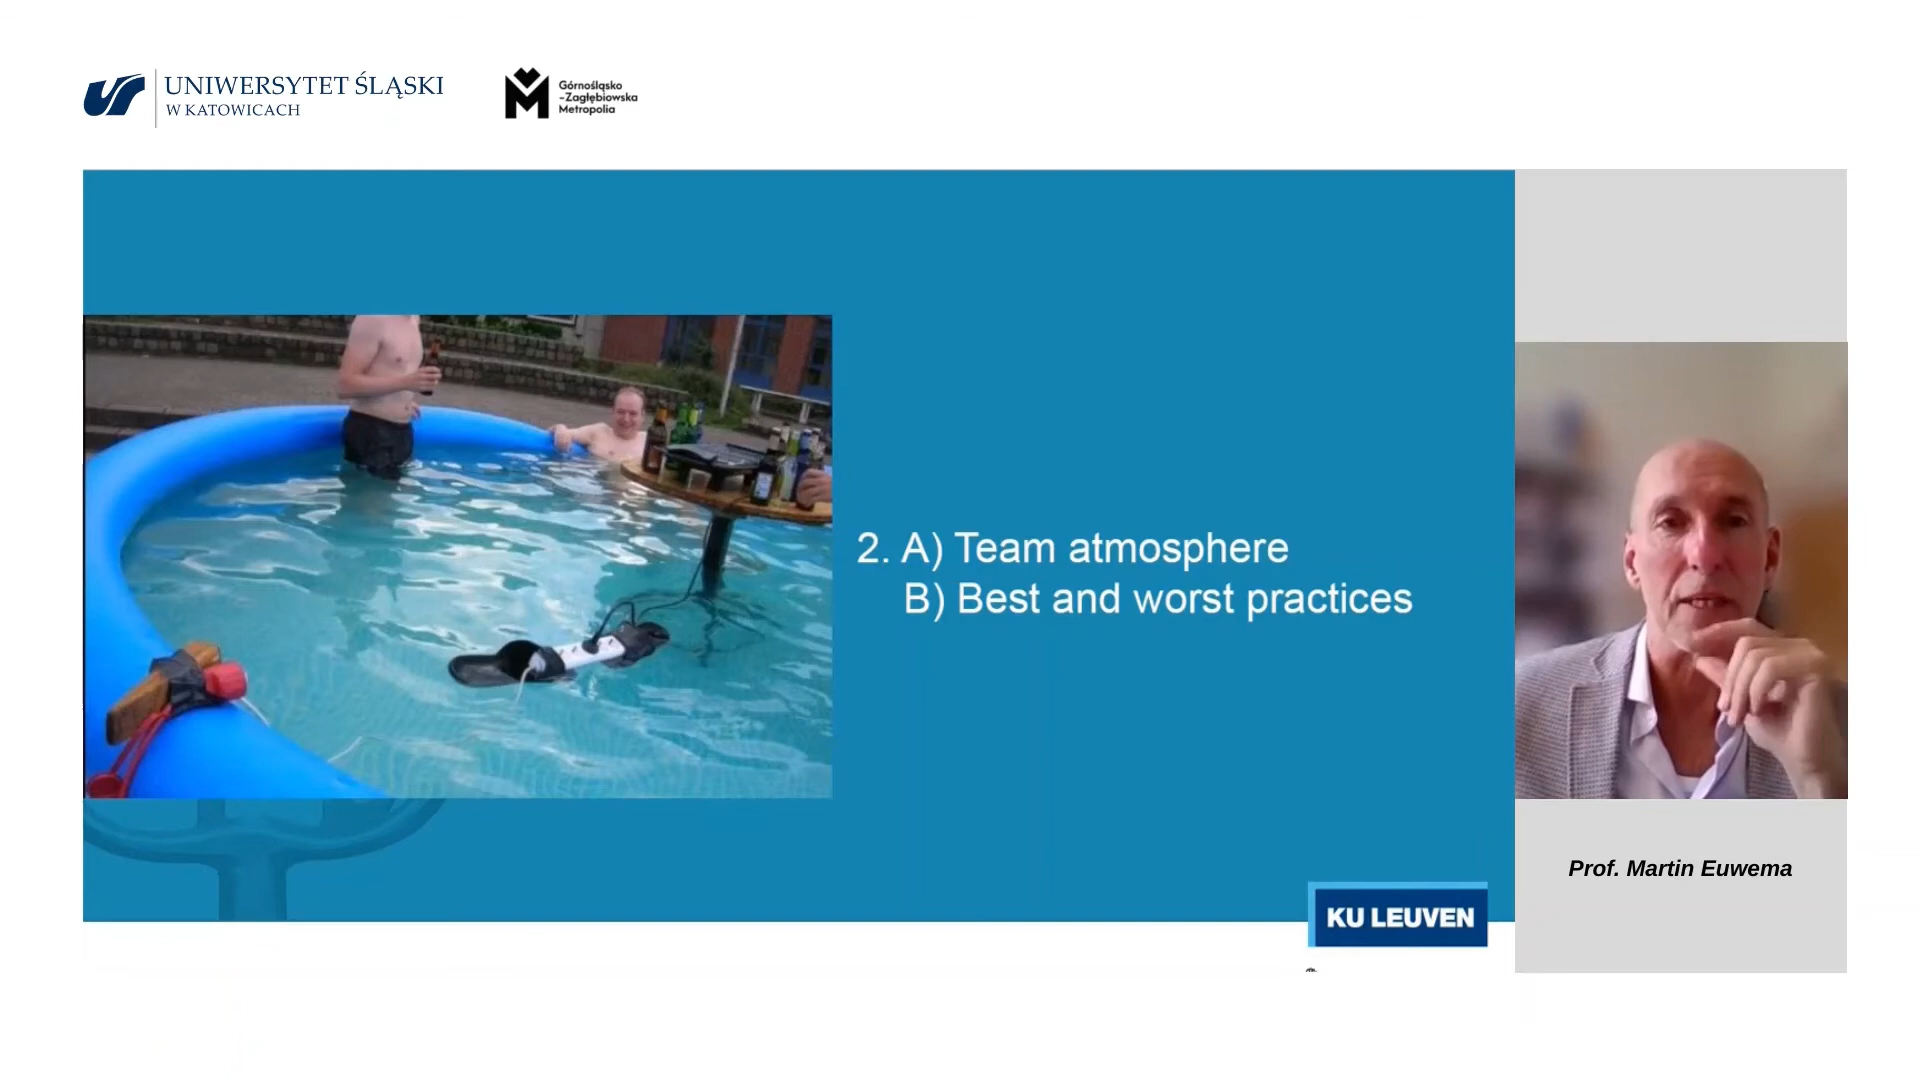 UNIWERSYTET ŚLĄSKI
W KATOWICACH
Górnośląsko
-Zagłębiowska
Metropolia
2. A) Team atmosphere
B) Best and worst practices
Prof. Martin Euwema
KU LEUVEN